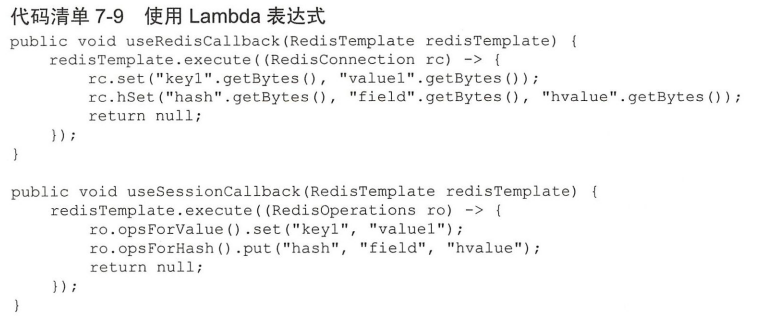 代码清单 7-9 使用 Lambda 表达式
public void useRedisCallback(RedisTemplate redisTemplate) {
    redisTemplate.execute((RedisConnection rc) -> {
        rc.set("key1".getBytes(), "value1".getBytes());
        rc.hSet("hash".getBytes(), "field".getBytes(), "hvalue".getBytes());
        return null;
    });
}

public void useSessionCallback(RedisTemplate redisTemplate) {
    redisTemplate.execute((RedisOperations ro) -> {
        ro.opsForValue().set("key1", "value1");
        ro.opsForHash().put("hash", "field", "hvalue");
        return null;
    });
}